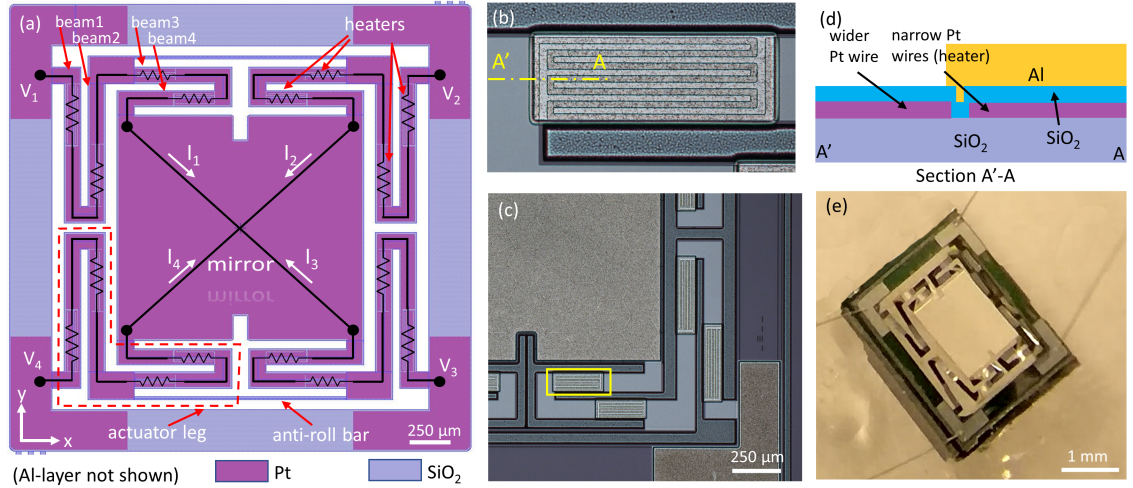 (a)
beam1
beam2
beam3
beam4
heaters
V1
V2
I1
I2
I4
I3
mirror
mirror
V4
V3
y
x
actuator leg
anti-roll bar
250 µm
(Al-layer not shown)
Pt
SiO2
(b)
A'
A
(c)
250 µm
(d)
wider
Pt wire
narrow Pt
wires (heater)
Al
SiO2
SiO2
A'
A
Section A'-A
(e)
1 mm